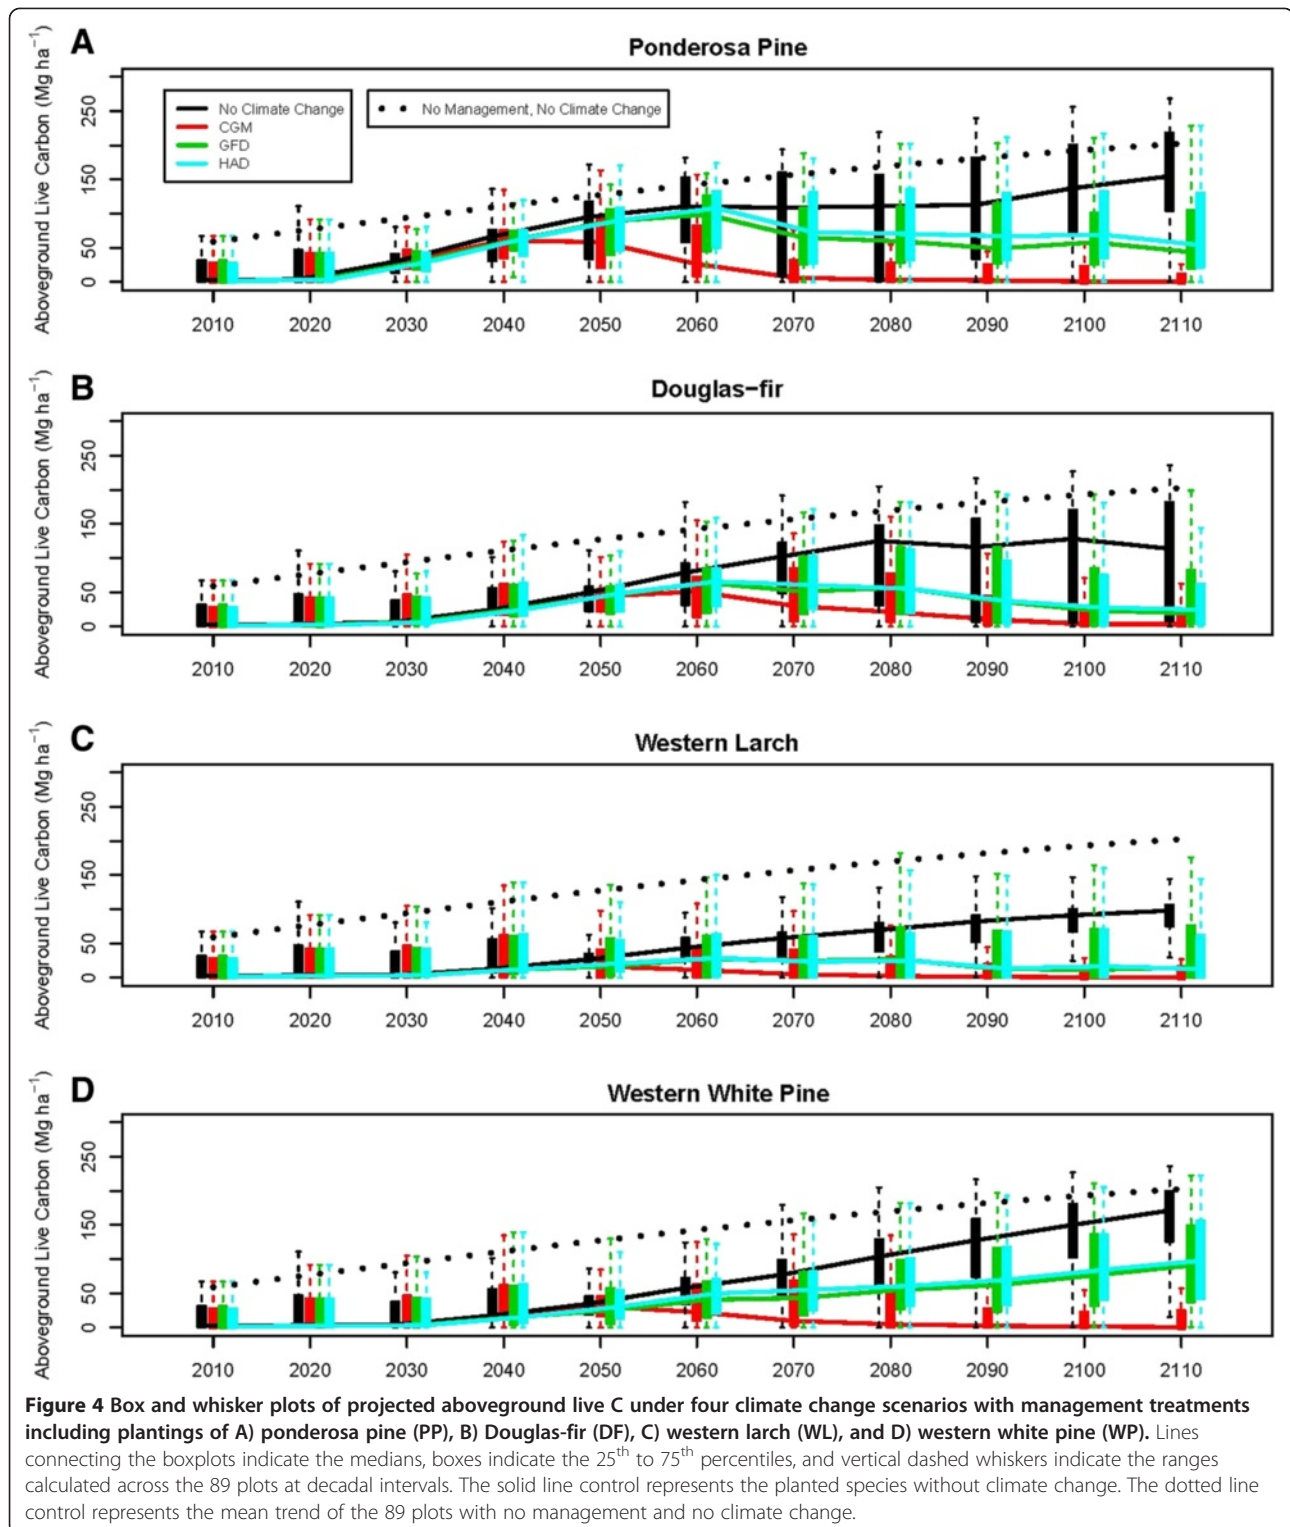 A
Ponderosa Pine
Aboveground Live Carbon (Mg ha⁻¹)
250
150
50
0
No Climate Change
CGM
GFD
HAD
No Management, No Climate Change
2010 2020 2030 2040 2050 2060 2070 2080 2090 2100 2110
B
Douglas−fir
Aboveground Live Carbon (Mg ha⁻¹)
250
150
50
0
2010 2020 2030 2040 2050 2060 2070 2080 2090 2100 2110
C
Western Larch
Aboveground Live Carbon (Mg ha⁻¹)
250
150
50
0
2010 2020 2030 2040 2050 2060 2070 2080 2090 2100 2110
D
Western White Pine
Aboveground Live Carbon (Mg ha⁻¹)
250
150
50
0
2010 2020 2030 2040 2050 2060 2070 2080 2090 2100 2110
Figure 4 Box and whisker plots of projected aboveground live C under four climate change scenarios with management treatments
including plantings of A) ponderosa pine (PP), B) Douglas-fir (DF), C) western larch (WL), and D) western white pine (WP). Lines
connecting the boxplots indicate the medians, boxes indicate the 25th to 75th percentiles, and vertical dashed whiskers indicate the ranges
calculated across the 89 plots at decadal intervals. The solid line control represents the planted species without climate change. The dotted line
control represents the mean trend of the 89 plots with no management and no climate change.